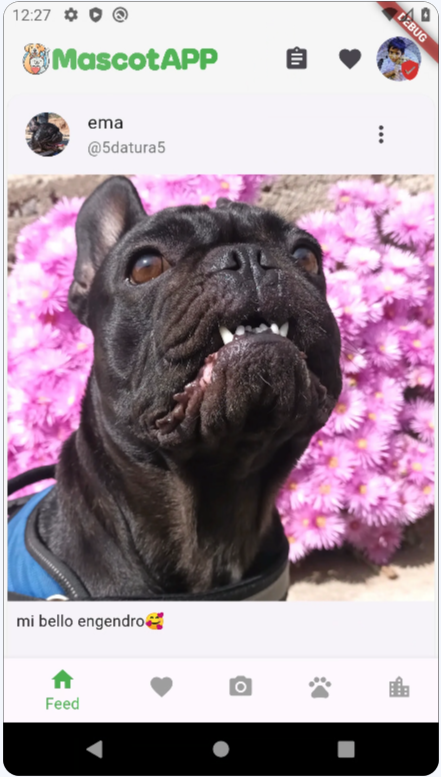 12:27
DEBUG
MascotAPP
ema
@5datura5
mi bello engendro🥰
Feed